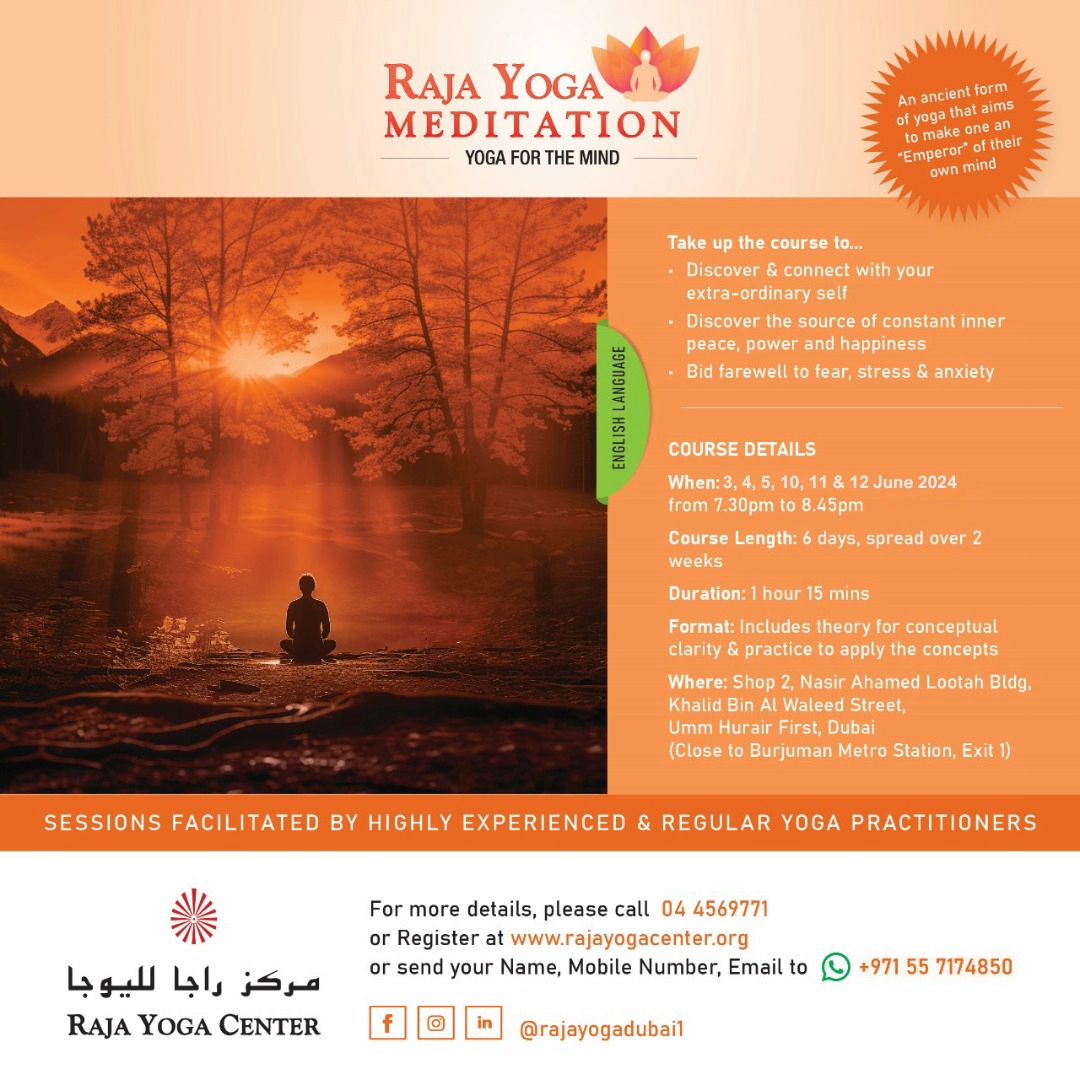 RAJA YOGA
MEDITATION
YOGA FOR THE MIND
An ancient form
of yoga that aims
to make one an
"Emperor" of their
own mind
Take up the course to...
• Discover & connect with your
extra-ordinary self
• Discover the source of constant inner
peace, power and happiness
• Bid farewell to fear, stress & anxiety
ENGLISH LANGUAGE
COURSE DETAILS
When: 3, 4, 5, 10, 11 & 12 June 2024
from 7.30pm to 8.45pm
Course Length: 6 days, spread over 2
weeks
Duration: 1 hour 15 mins
Format: Includes theory for conceptual
clarity & practice to apply the concepts
Where: Shop 2, Nasir Ahamed Lootah Bldg,
Khalid Bin Al Waleed Street,
Umm Hurair First, Dubai
(Close to Burjuman Metro Station, Exit 1)
SESSIONS FACILITATED BY HIGHLY EXPERIENCED & REGULAR YOGA PRACTITIONERS
مركز راجا لليوجا
RAJA YOGA CENTER
For more details, please call 04 4569771
or Register at www.rajayogacenter.org
or send your Name, Mobile Number, Email to +971 55 7174850
@rajayogadubai1